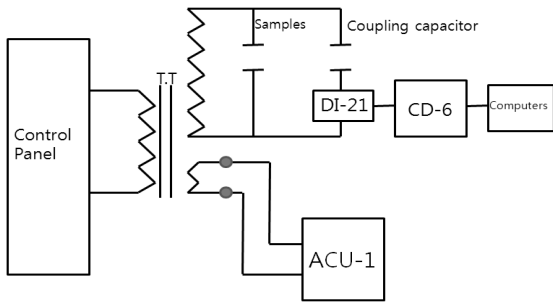 Samples
Coupling capacitor
T.T
DI-21
CD-6
Computers
Control
Panel
ACU-1